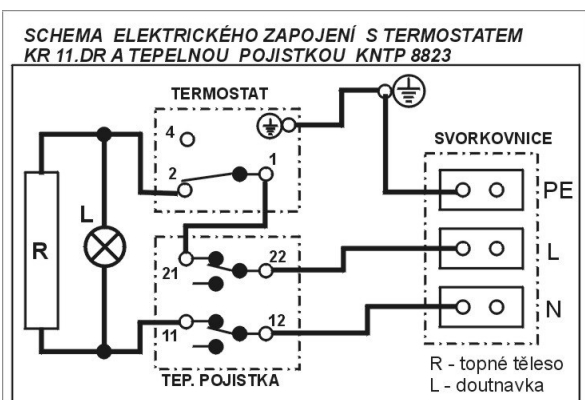 SCHEMA ELEKTRICKÉHO ZAPOJENÍ S TERMOSTATEM
KR 11.DR A TEPELNOU POJISTKOU KNTP 8823
TERMOSTAT
4
1
2
SVORKOVNICE
PE
L
R
21
22
L
11
12
N
TEP. POJISTKA
R - topné těleso
L - doutnavka